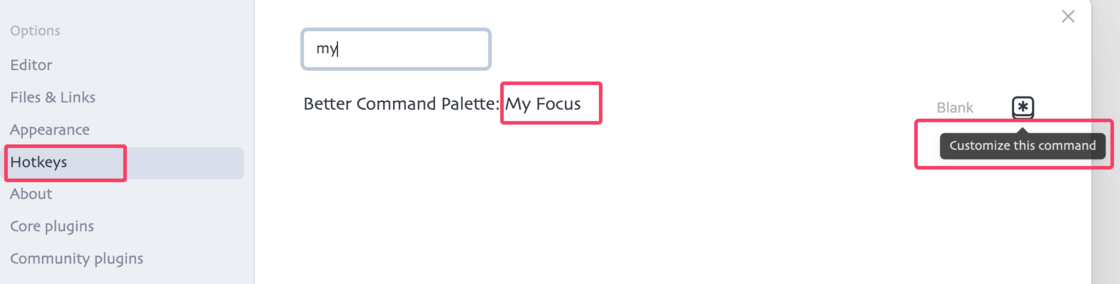 Options
Editor
Files & Links
Appearance
Hotkeys
About
Core plugins
Community plugins
my
Better Command Palette: My Focus
Blank
Customize this command